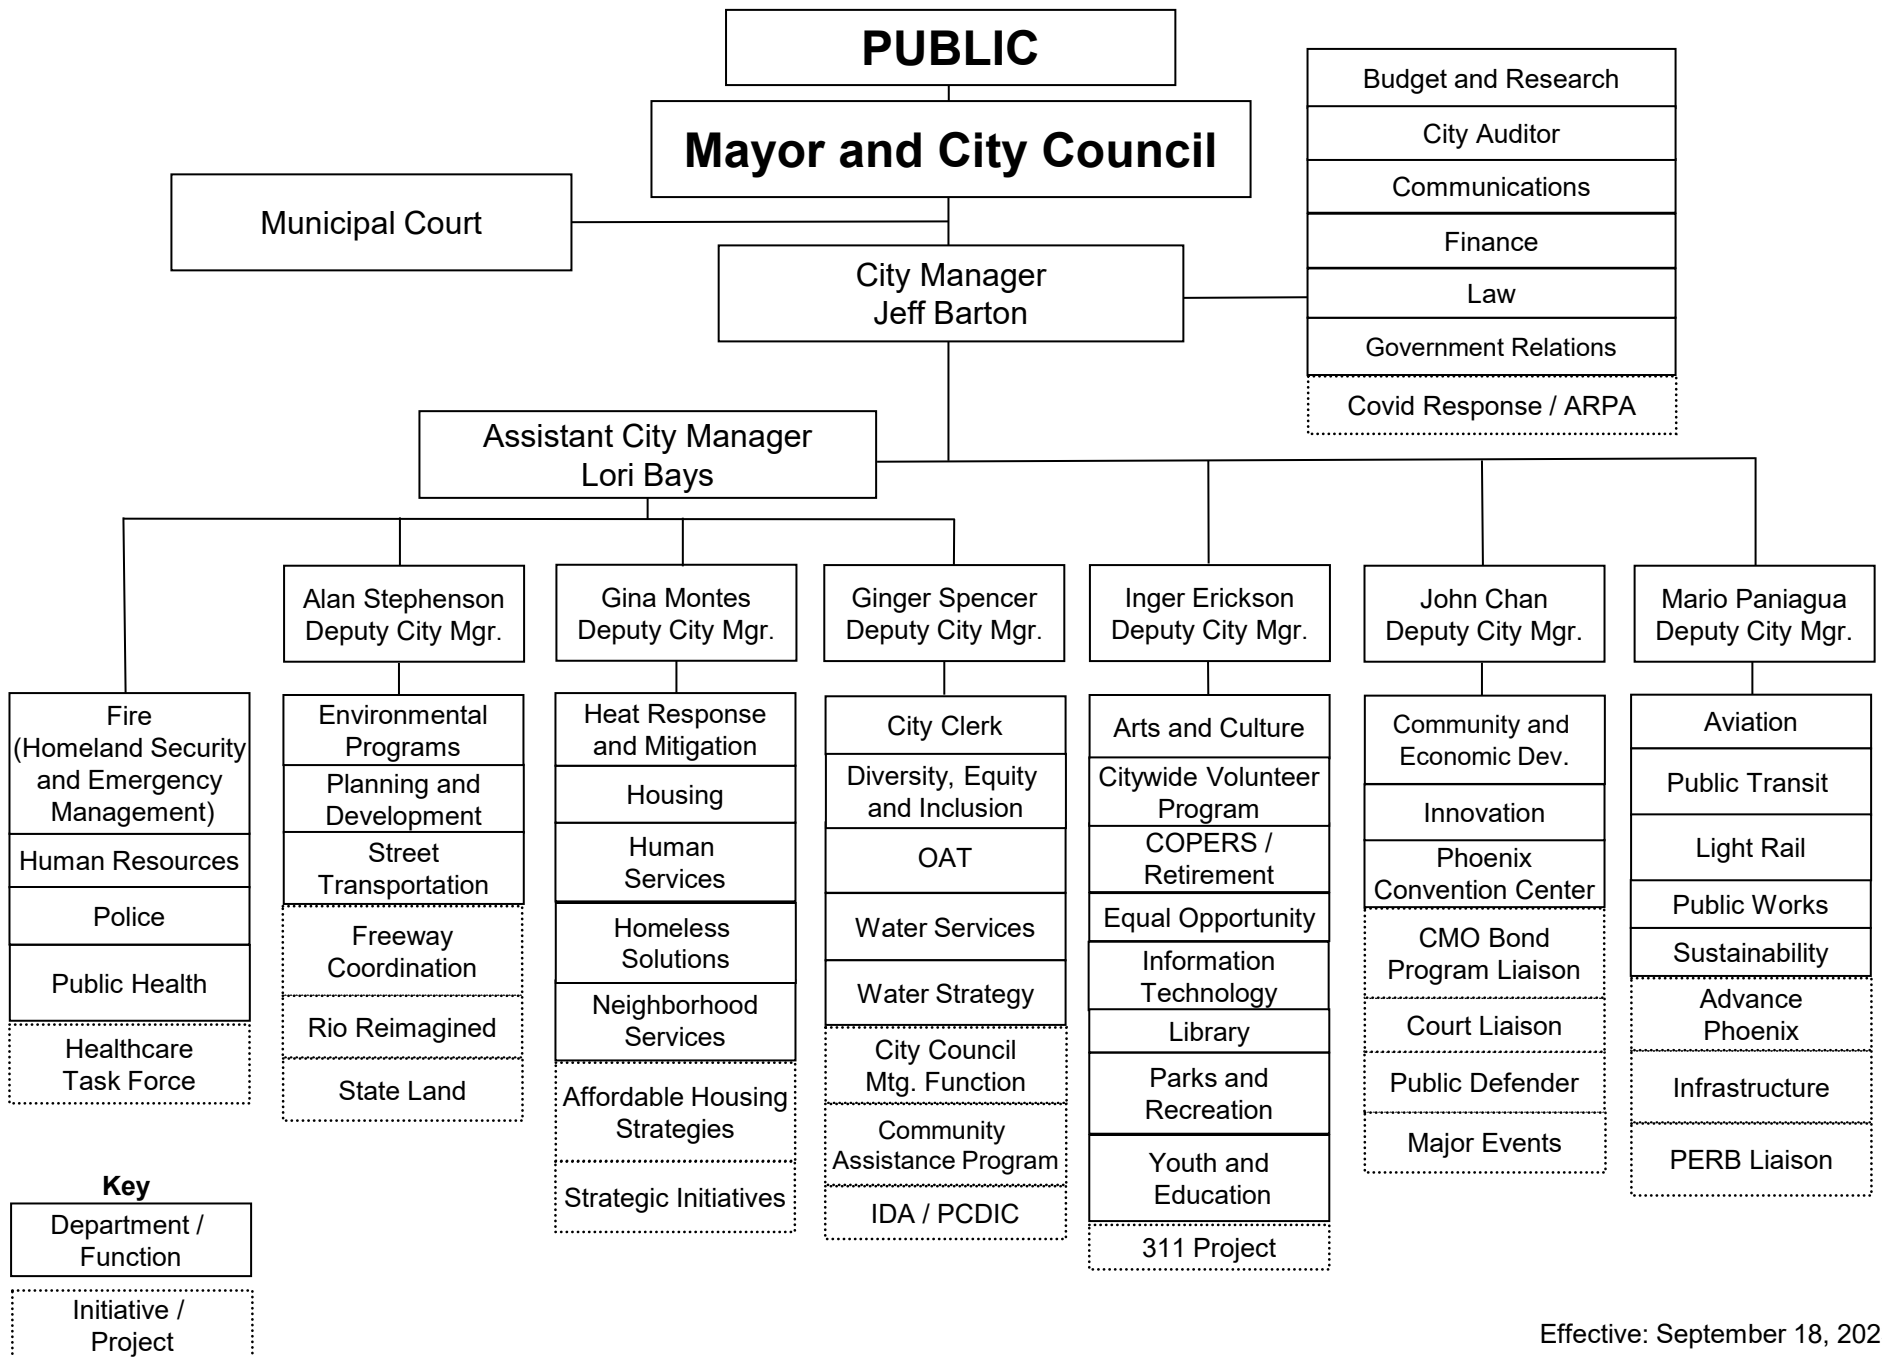 PUBLIC
Mayor and City Council
Municipal Court
City Manager
Jeff Barton
Budget and Research
City Auditor
Communications
Finance
Law
Government Relations
Covid Response / ARPA
Assistant City Manager
Lori Bays
Alan Stephenson
Deputy City Mgr.
Gina Montes
Deputy City Mgr.
Ginger Spencer
Deputy City Mgr.
Inger Erickson
Deputy City Mgr.
John Chan
Deputy City Mgr.
Mario Paniagua
Deputy City Mgr.
Fire
(Homeland Security
and Emergency
Management)
Human Resources
Police
Public Health
Healthcare
Task Force
Environmental
Programs
Planning and
Development
Street
Transportation
Freeway
Coordination
Rio Reimagined
State Land
Heat Response
and Mitigation
Housing
Human
Services
Homeless
Solutions
Neighborhood
Services
Affordable Housing
Strategies
Strategic Initiatives
City Clerk
Diversity, Equity
and Inclusion
OAT
Water Services
Water Strategy
City Council
Mtg. Function
Community
Assistance Program
IDA / PCDIC
Arts and Culture
Citywide Volunteer
Program
COPERS /
Retirement
Equal Opportunity
Information
Technology
Library
Parks and
Recreation
Youth and
Education
311 Project
Community and
Economic Dev.
Innovation
Phoenix
Convention Center
CMO Bond
Program Liaison
Court Liaison
Public Defender
Major Events
Aviation
Public Transit
Light Rail
Public Works
Sustainability
Advance
Phoenix
Infrastructure
PERB Liaison
Key
Department /
Function
Initiative /
Project
Effective: September 18, 202